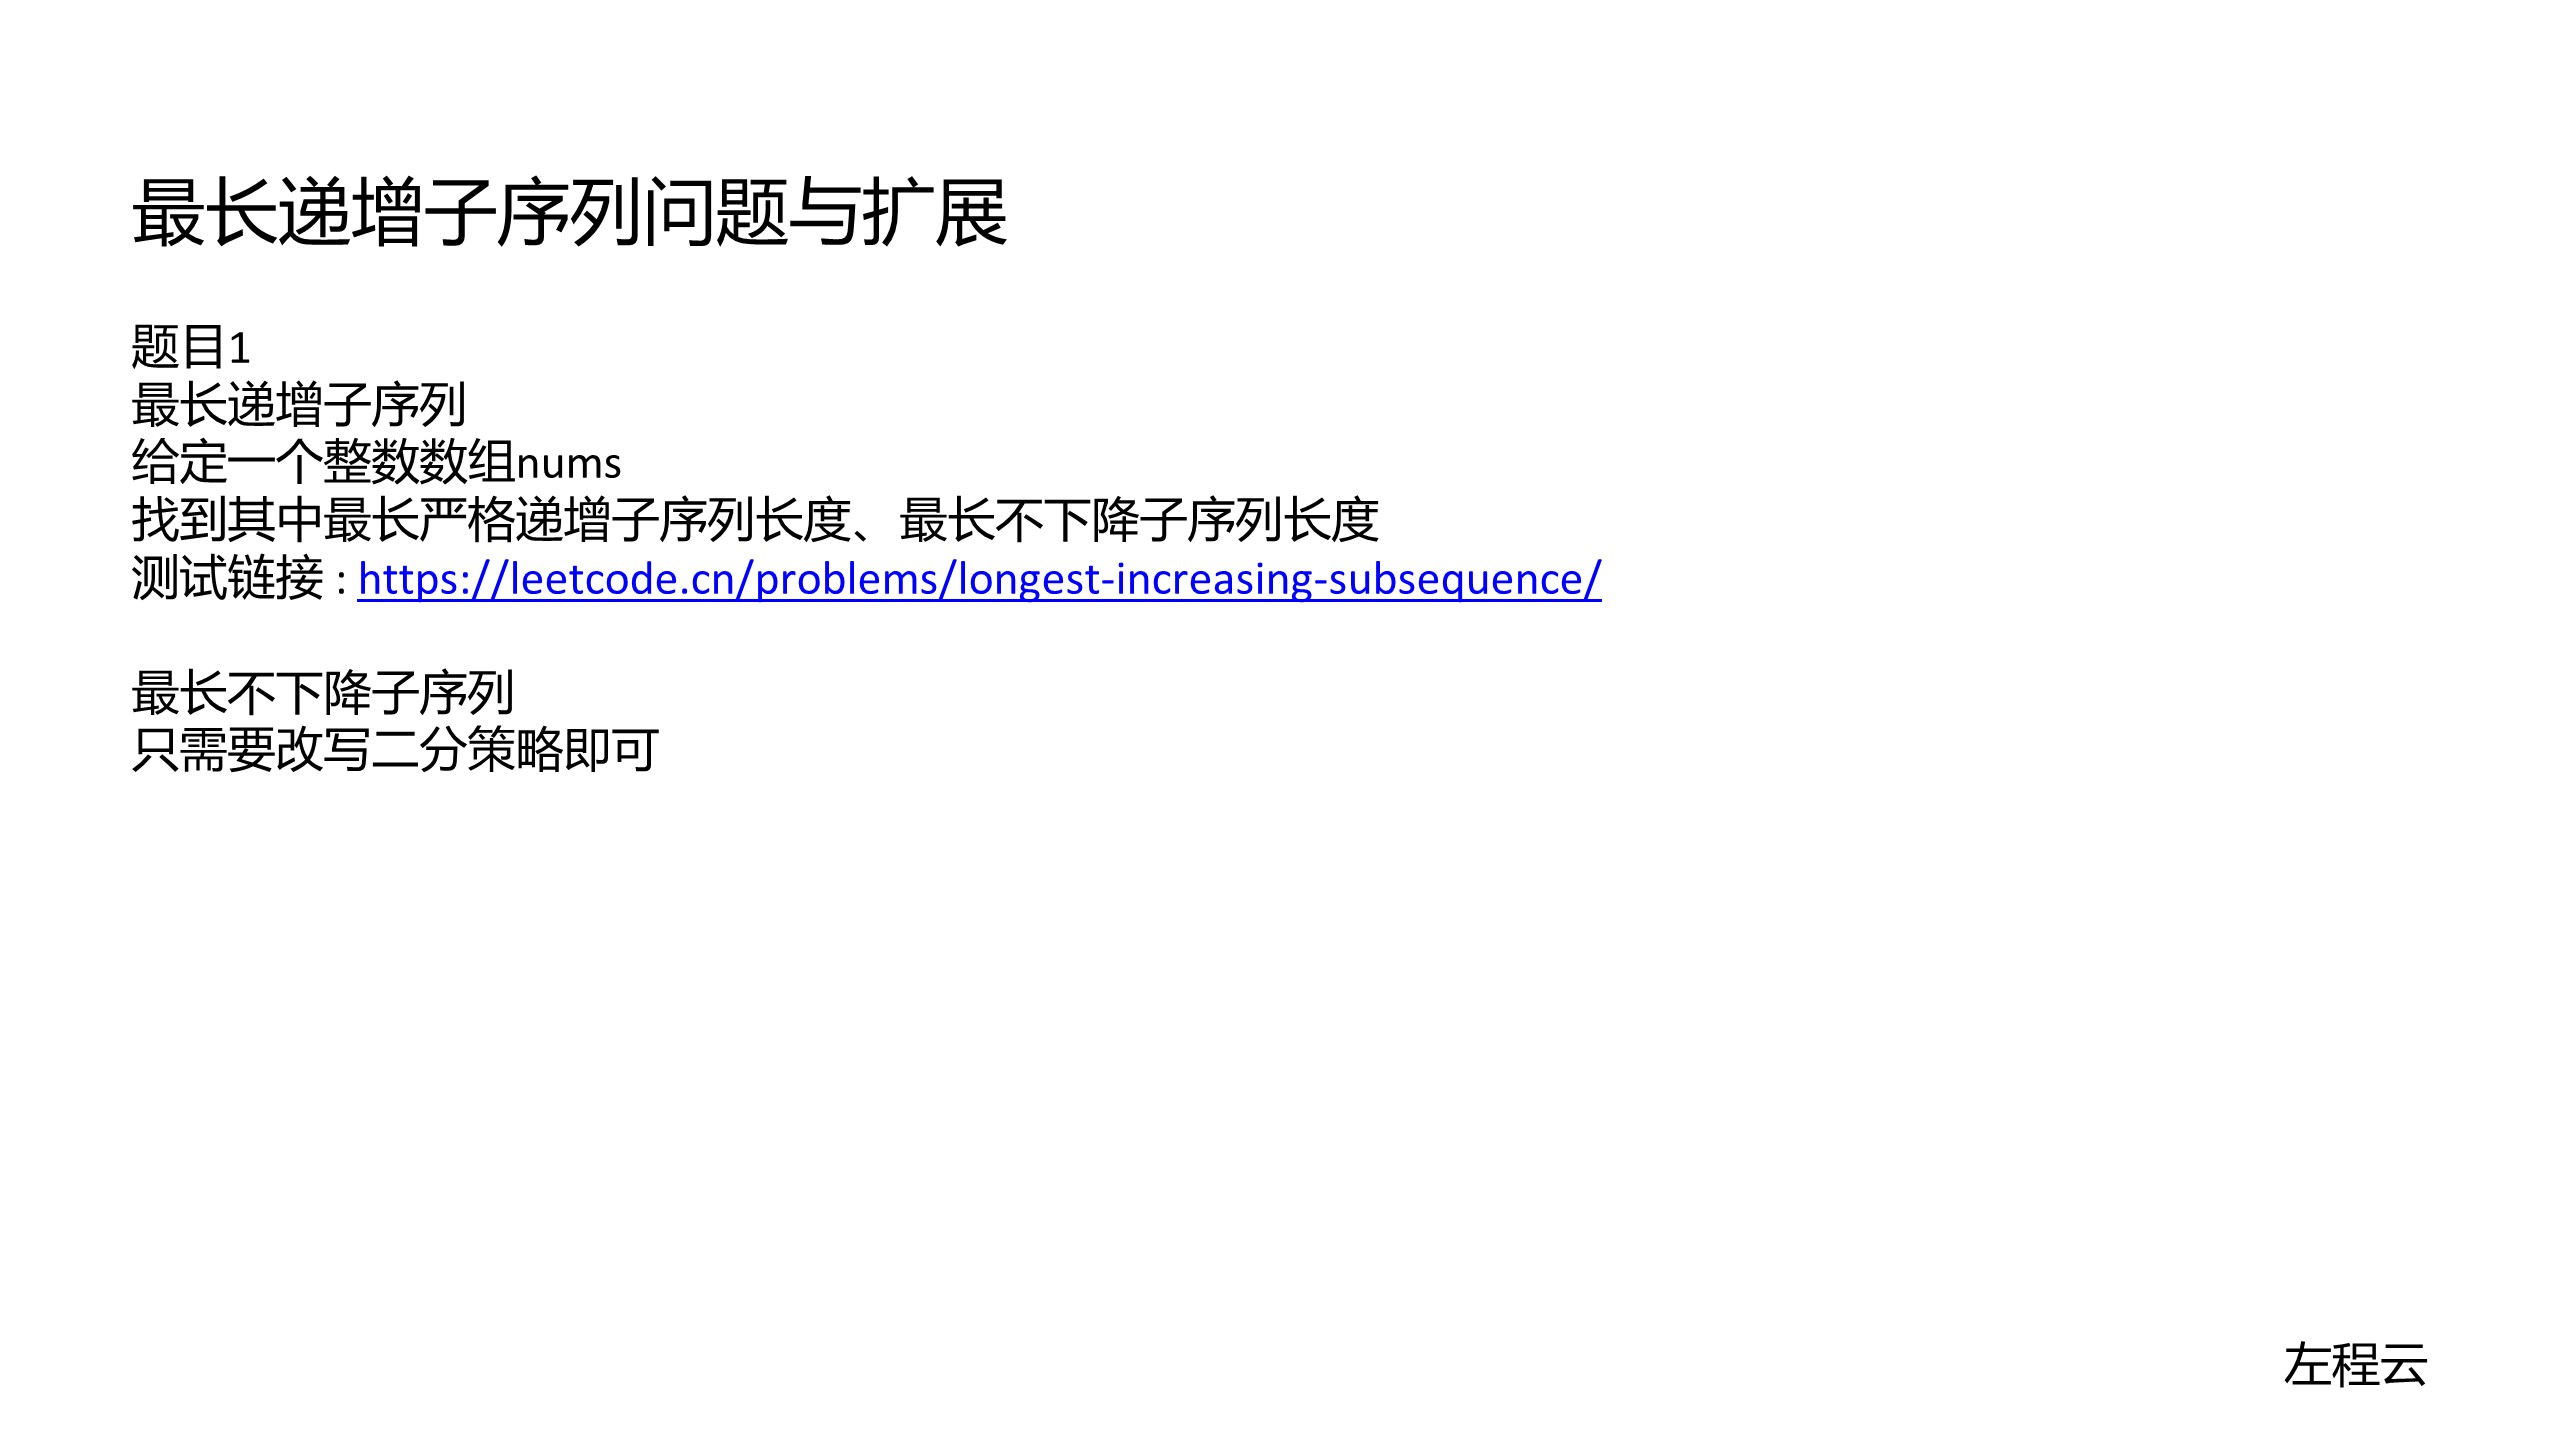 最长递增子序列问题与扩展
题目1
最长递增子序列
给定一个整数数组nums
找到其中最长严格递增子序列长度、最长不下降子序列长度
测试链接 : https://leetcode.cn/problems/longest-increasing-subsequence/
最长不下降子序列
只需要改写二分策略即可
左程云